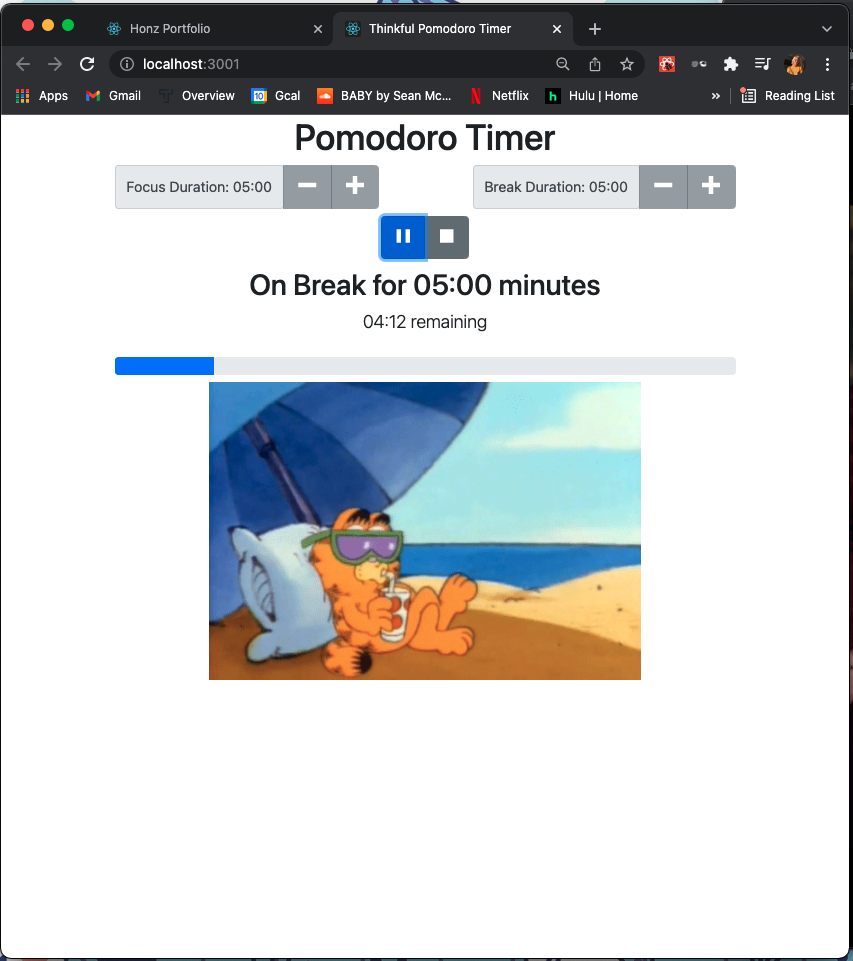 Honz Portfolio
Thinkful Pomodoro Timer
localhost:3001
Apps Gmail Overview 10 Gcal BABY by Sean Mc... Netflix h Hulu | Home » Reading List
Pomodoro Timer
Focus Duration: 05:00
Break Duration: 05:00
On Break for 05:00 minutes
04:12 remaining